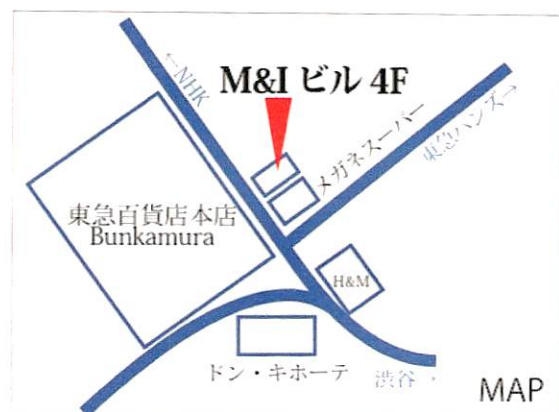 ←NHK
M&I ビル 4F
東急ハンズ→
メガネスーパー
東急百貨店本店
Bunkamura
H&M
ドン・キホーテ
渋谷→
MAP